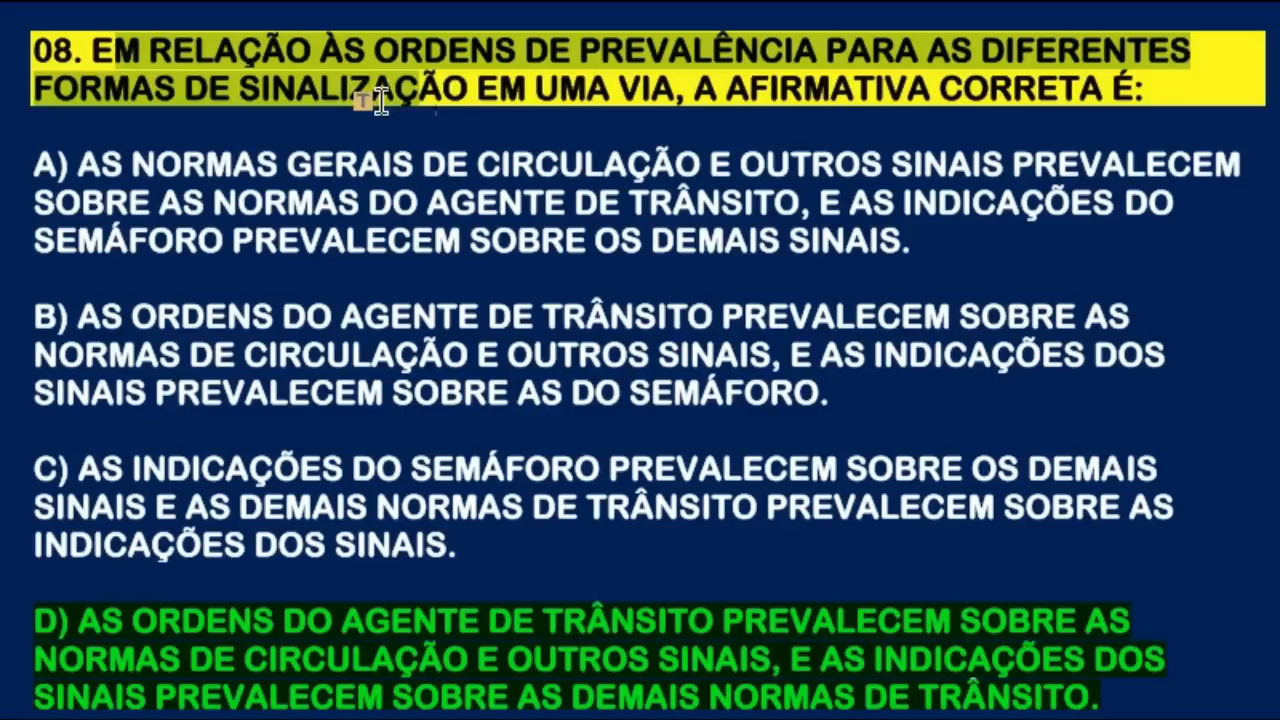 08. EM RELAÇÃO ÀS ORDENS DE PREVALÊNCIA PARA AS DIFERENTES
FORMAS DE SINALIZAÇÃO EM UMA VIA, A AFIRMATIVA CORRETA É:
A) AS NORMAS GERAIS DE CIRCULAÇÃO E OUTROS SINAIS PREVALECEM
SOBRE AS NORMAS DO AGENTE DE TRÂNSITO, E AS INDICAÇÕES DO
SEMÁFORO PREVALECEM SOBRE OS DEMAIS SINAIS.
B) AS ORDENS DO AGENTE DE TRÂNSITO PREVALECEM SOBRE AS
NORMAS DE CIRCULAÇÃO E OUTROS SINAIS, E AS INDICAÇÕES DOS
SINAIS PREVALECEM SOBRE AS DO SEMÁFORO.
C) AS INDICAÇÕES DO SEMÁFORO PREVALECEM SOBRE OS DEMAIS
SINAIS E AS DEMAIS NORMAS DE TRÂNSITO PREVALECEM SOBRE AS
INDICAÇÕES DOS SINAIS.
D) AS ORDENS DO AGENTE DE TRÂNSITO PREVALECEM SOBRE AS
NORMAS DE CIRCULAÇÃO E OUTROS SINAIS, E AS INDICAÇÕES DOS
SINAIS PREVALECEM SOBRE AS DEMAIS NORMAS DE TRÂNSITO.